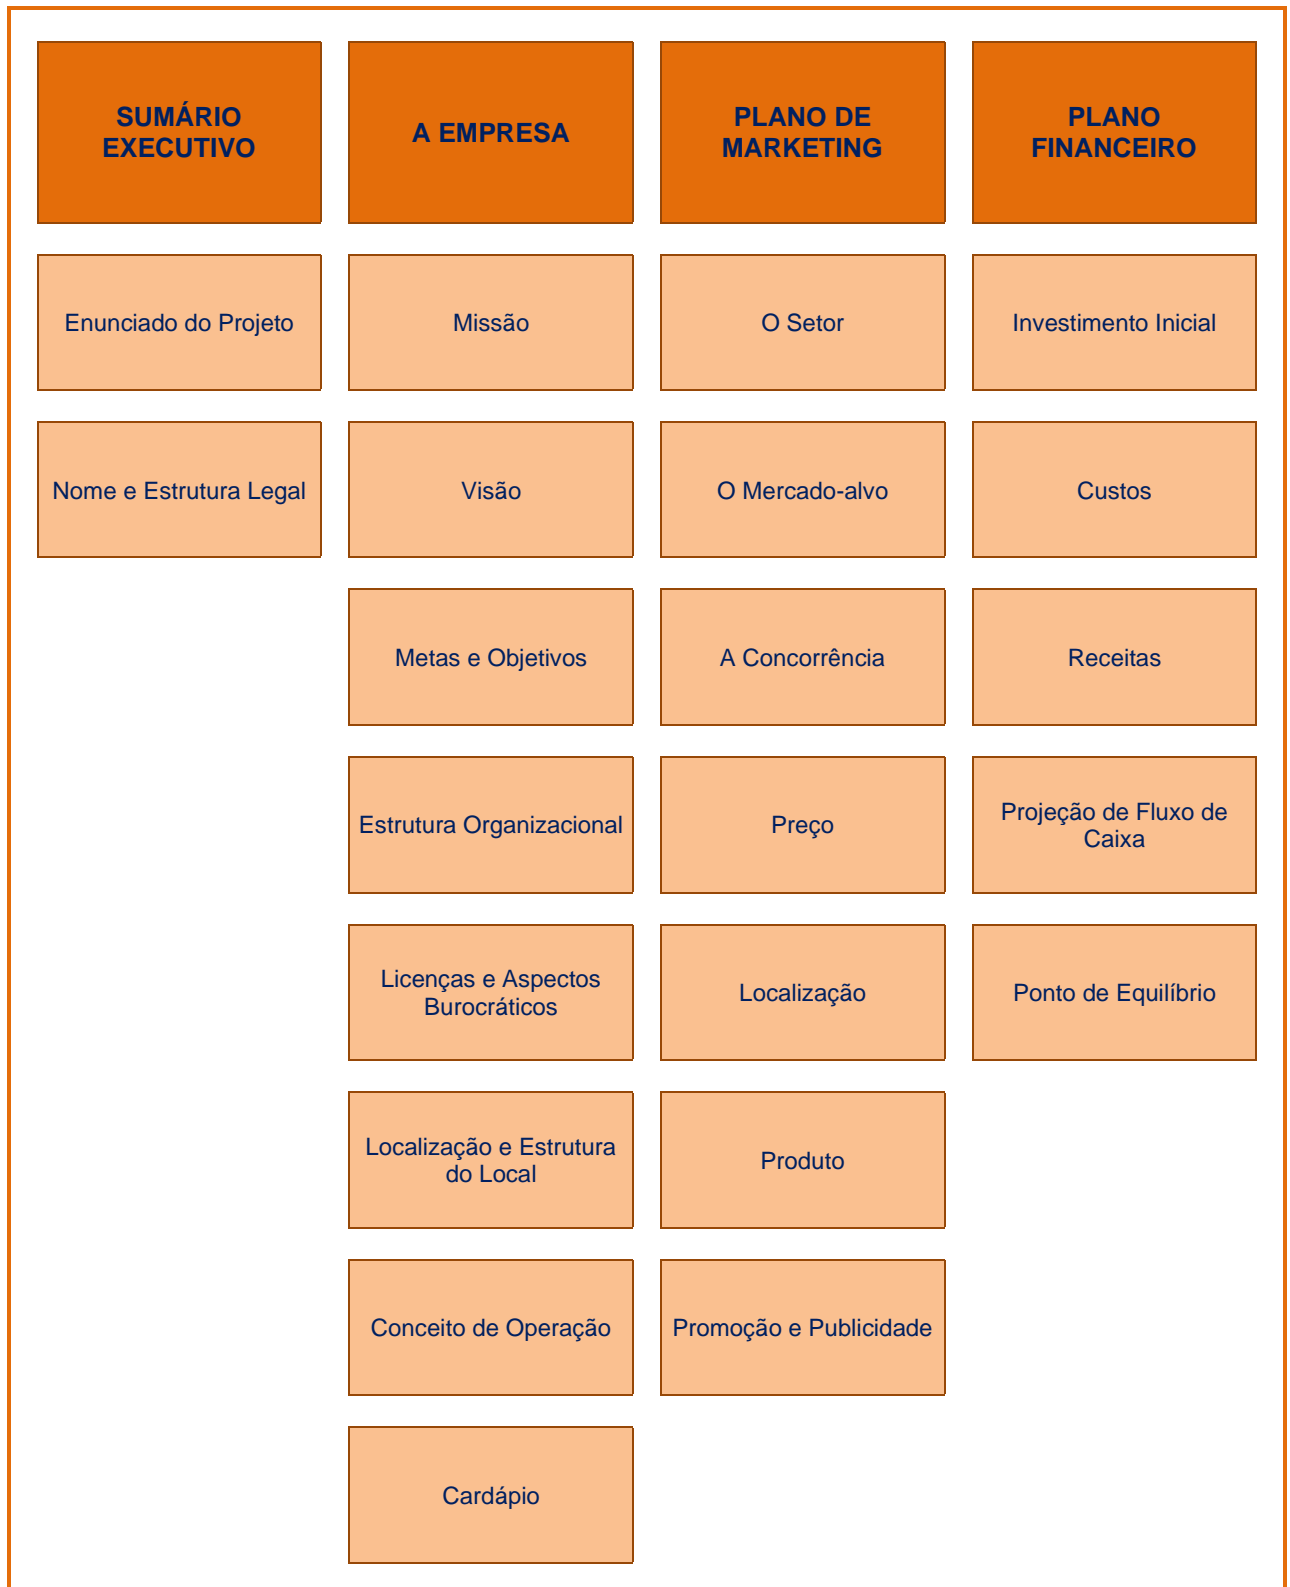 SUMÁRIO
EXECUTIVO
Enunciado do Projeto
Nome e Estrutura Legal
A EMPRESA
Missão
Visão
Metas e Objetivos
Estrutura Organizacional
Licenças e Aspectos
Burocráticos
Localização e Estrutura
do Local
Conceito de Operação
Cardápio
PLANO DE
MARKETING
O Setor
O Mercado-alvo
A Concorrência
Preço
Localização
Produto
Promoção e Publicidade
PLANO
FINANCEIRO
Investimento Inicial
Custos
Receitas
Projeção de Fluxo de
Caixa
Ponto de Equilíbrio